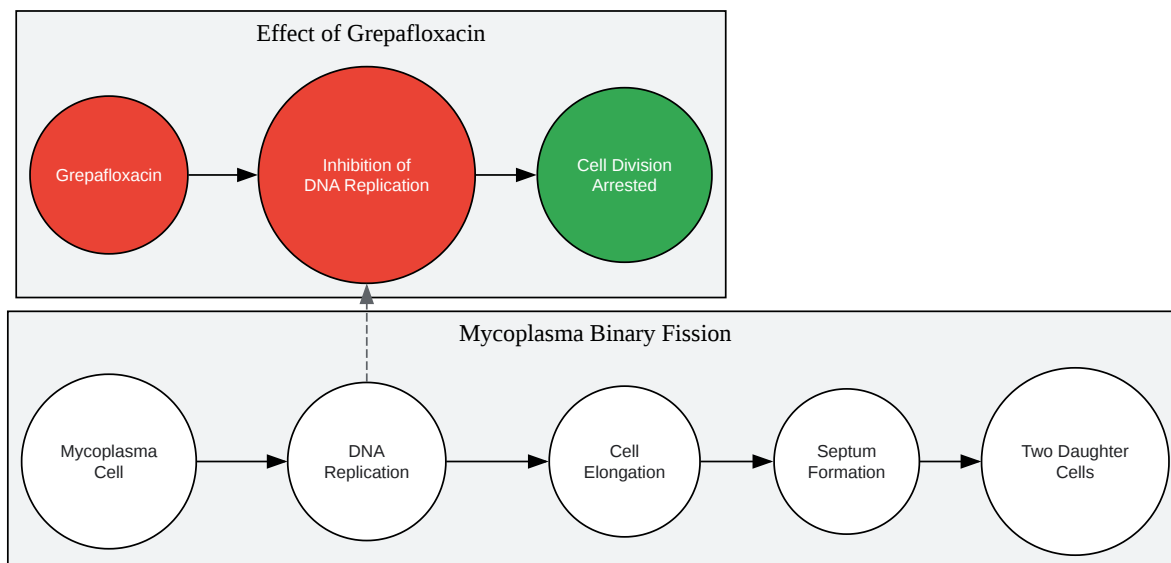 Effect of Grepafloxacin
Grepafloxacin
Inhibition of
DNA Replication
Cell Division
Arrested
Mycoplasma Binary Fission
Mycoplasma
Cell
DNA
Replication
Cell
Elongation
Septum
Formation
Two Daughter
Cells